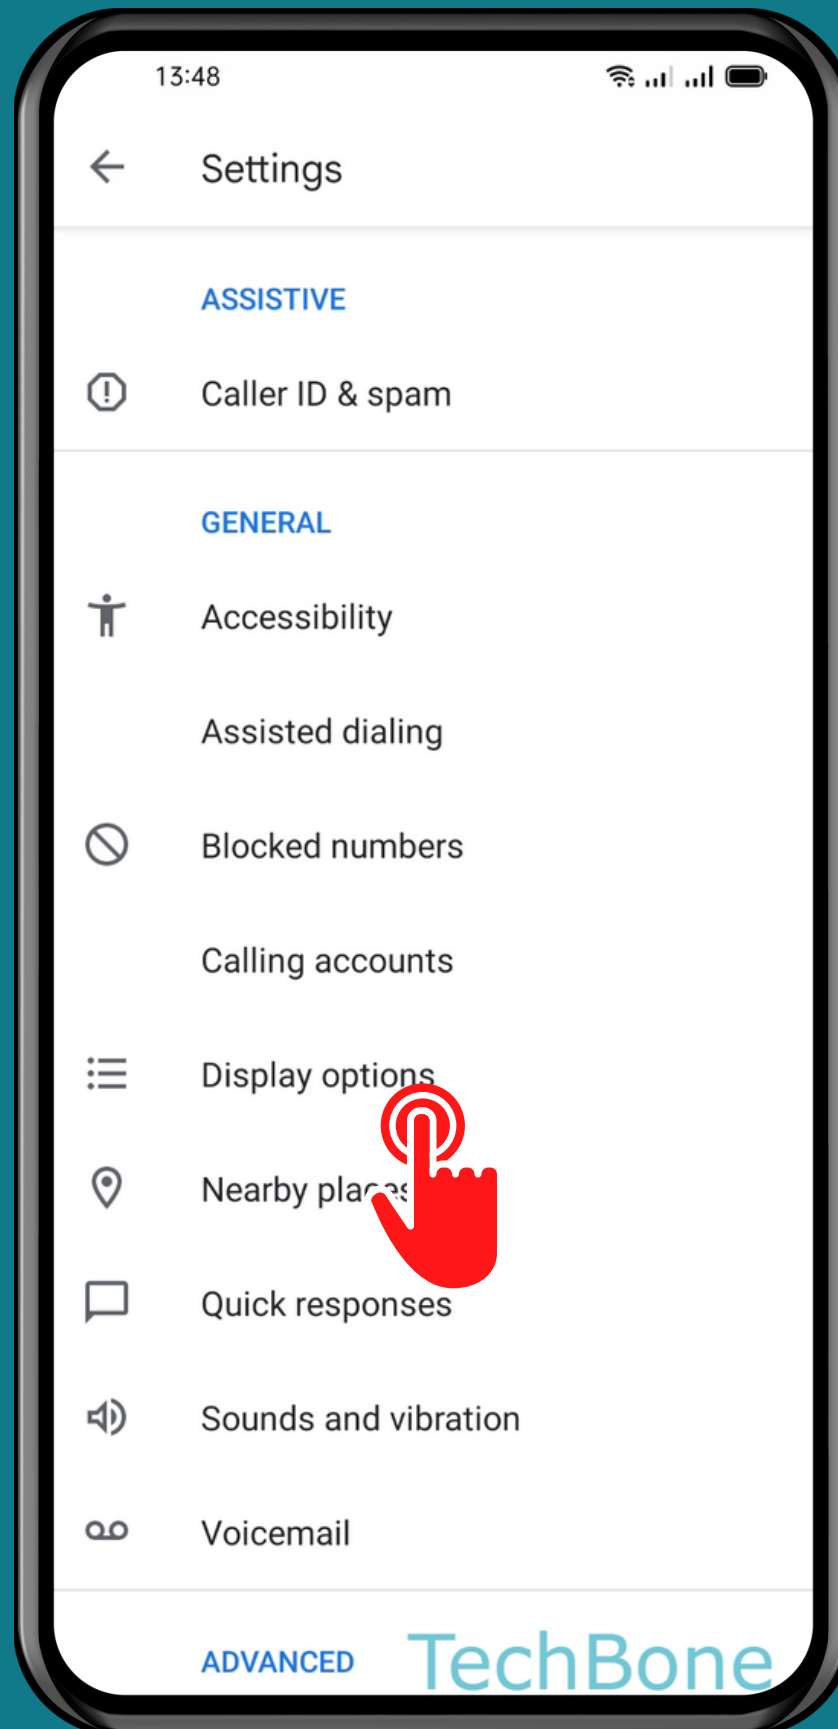 13:48
Settings
ASSISTIVE
Caller ID & spam
GENERAL
Accessibility
Assisted dialing
Blocked numbers
Calling accounts
Display options
Nearby places
Quick responses
Sounds and vibration
Voicemail
ADVANCED
TechBone